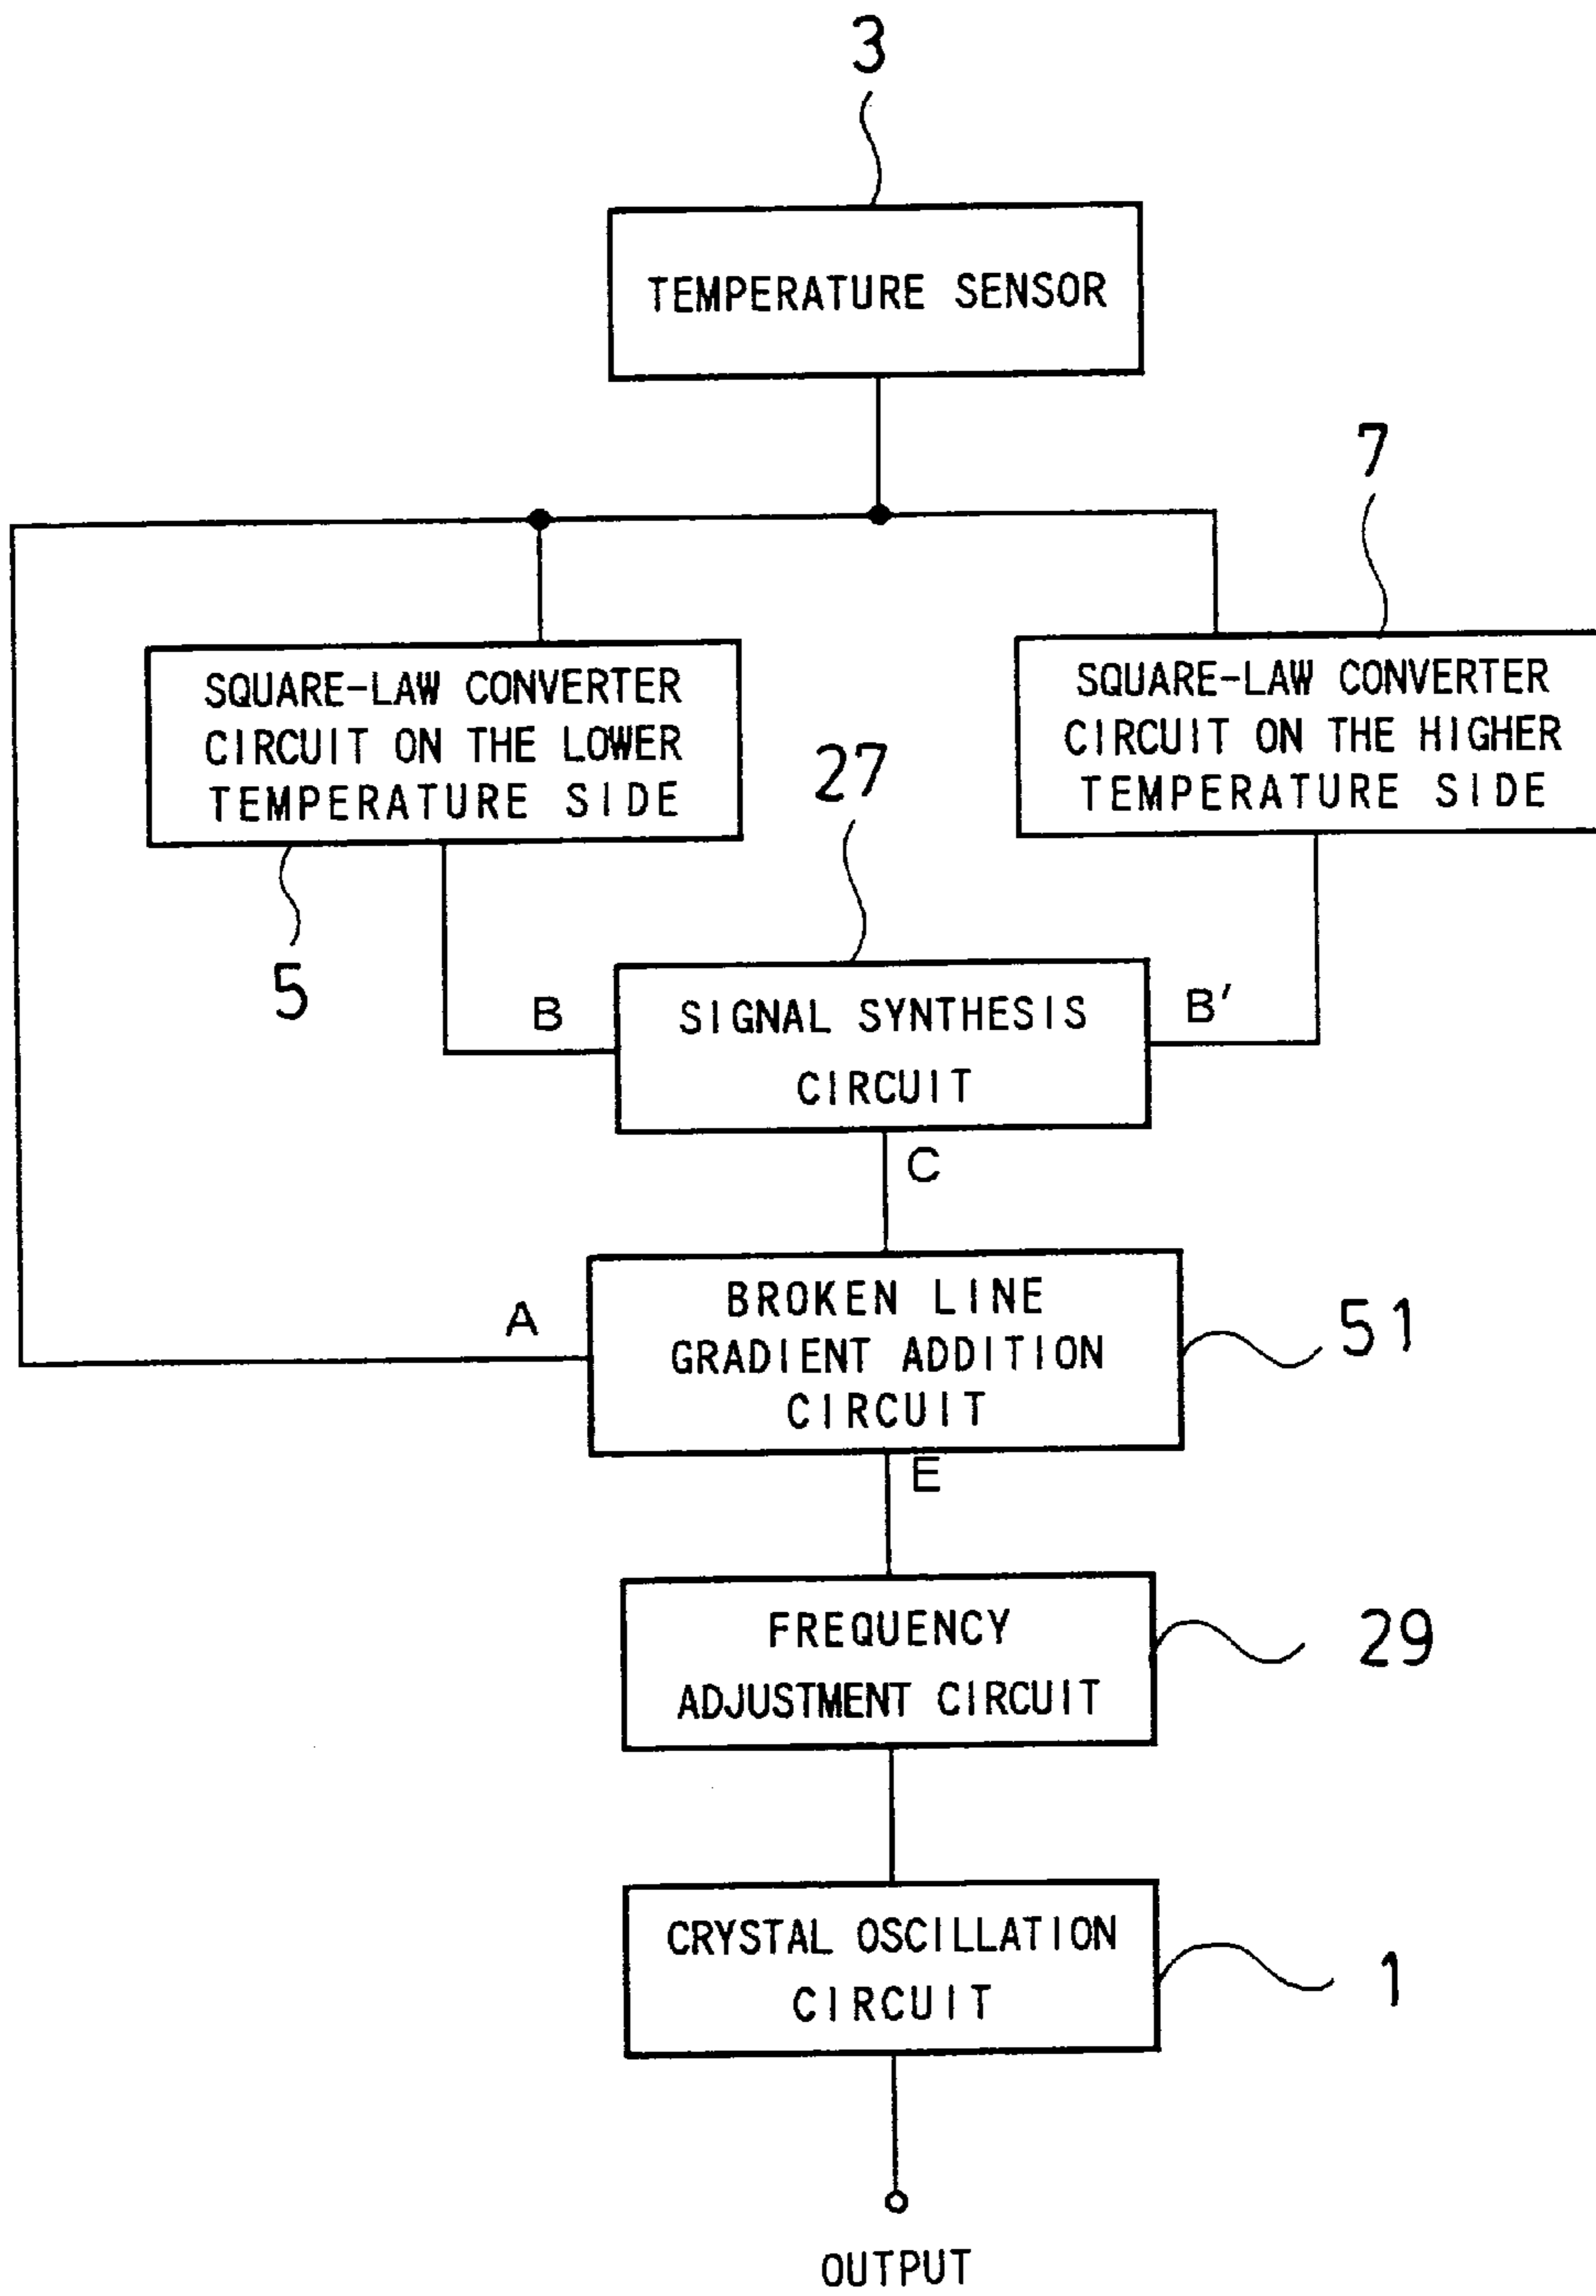 3
TEMPERATURE SENSOR
7
SQUARE-LAW CONVERTER
CIRCUIT ON THE LOWER
TEMPERATURE SIDE
SQUARE-LAW CONVERTER
CIRCUIT ON THE HIGHER
TEMPERATURE SIDE
27
5
B
SIGNAL SYNTHESIS
CIRCUIT
B'
C
A
BROKEN LINE
GRADIENT ADDITION
CIRCUIT
51
E
FREQUENCY
ADJUSTMENT CIRCUIT
29
CRYSTAL OSCILLATION
CIRCUIT
1
OUTPUT